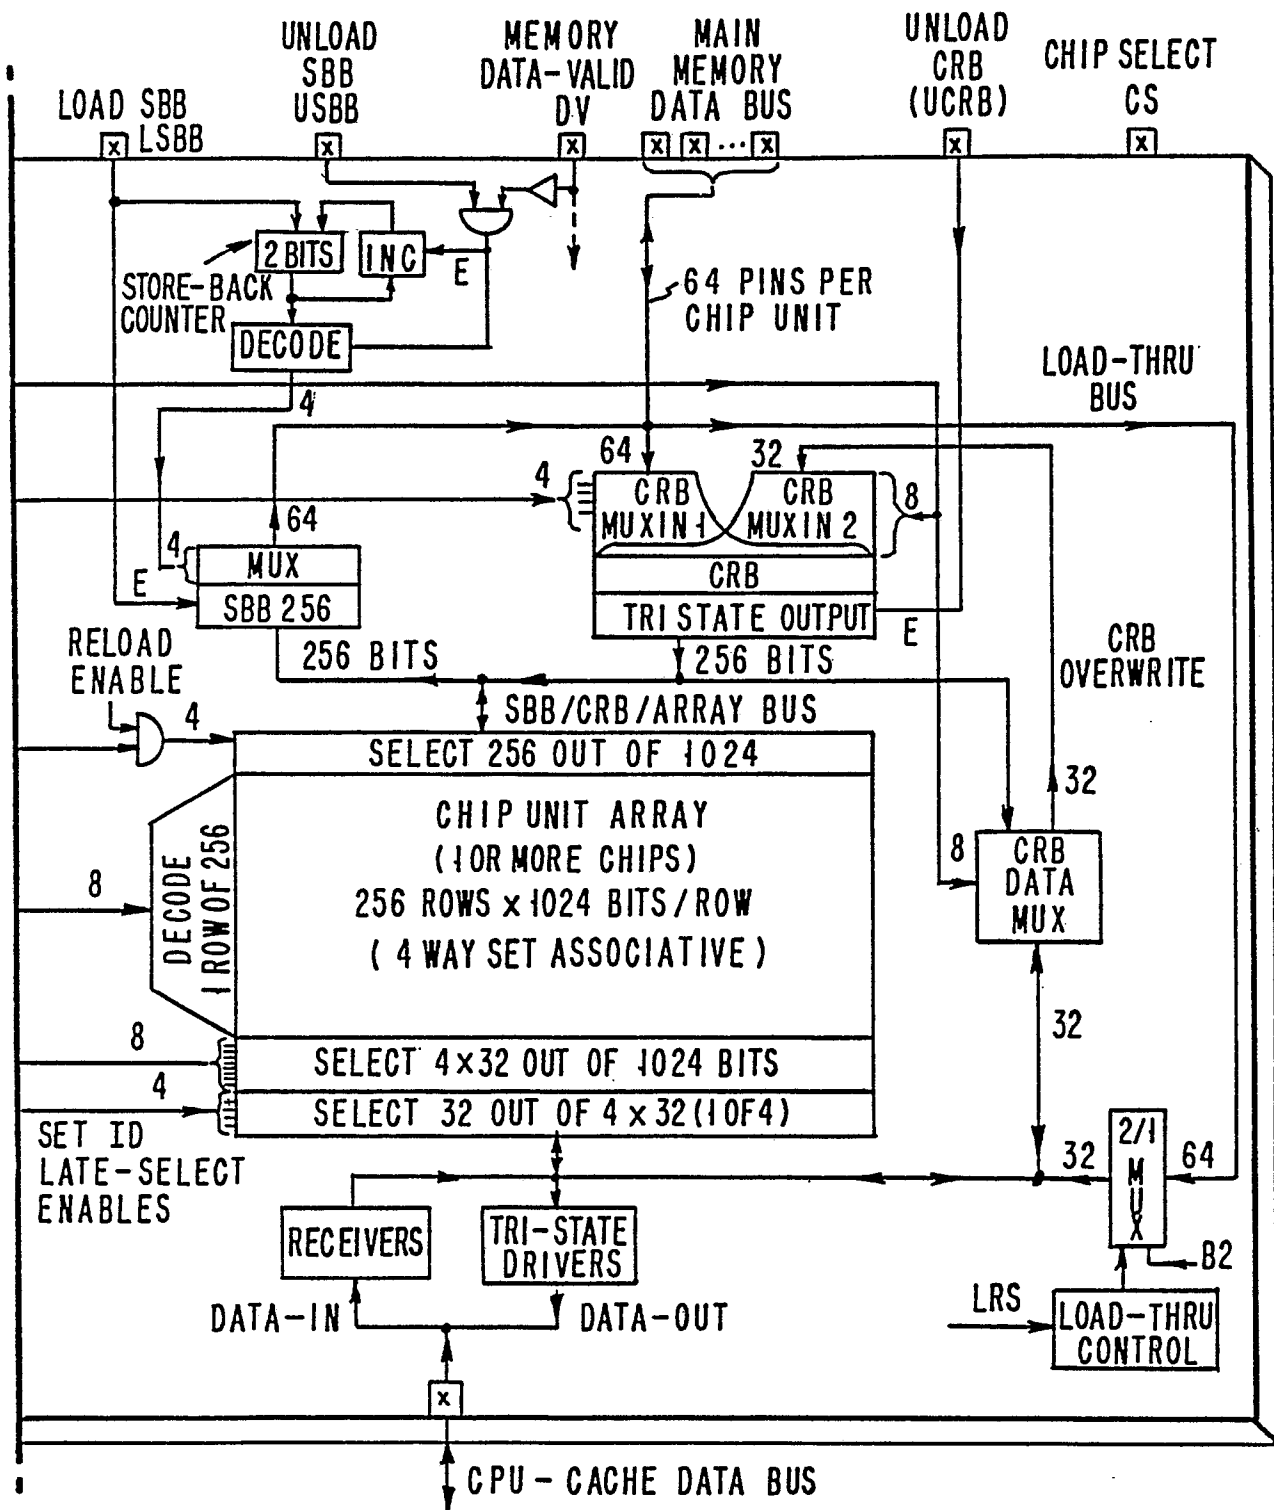 UNLOAD
SBB
USBB
MEMORY
DATA-VALID
DV
MAIN
MEMORY
DATA BUS
UNLOAD
CRB
(UCRB)
CHIP SELECT
CS
LOAD SBB
LSBB
x
x
x
x
x
...
x
x
x
2 BITS
INC
E
STORE-BACK
COUNTER
DECODE
64 PINS PER
CHIP UNIT
LOAD-THRU
BUS
4
64
32
4
CRB
MUXIN 1
CRB
MUXIN 2
8
64
4
MUX
CRB
E
SBB 256
TRI STATE OUTPUT
E
RELOAD
ENABLE
256 BITS
256 BITS
CRB
OVERWRITE
4
SBB/CRB/ARRAY BUS
SELECT 256 OUT OF 1024
32
DECODE
1 ROW OF 256
CHIP UNIT ARRAY
(1 OR MORE CHIPS)
256 ROWS x 1024 BITS/ROW
(4 WAY SET ASSOCIATIVE)
8
8
CRB
DATA
MUX
32
8
SELECT 4x32 OUT OF 1024 BITS
4
SELECT 32 OUT OF 4 x 32 (1 OF 4)
SET ID
LATE-SELECT
ENABLES
32
2/1
MUX
64
RECEIVERS
TRI-STATE
DRIVERS
B2
DATA-IN
DATA-OUT
LRS
LOAD-THRU
CONTROL
x
CPU - CACHE DATA BUS